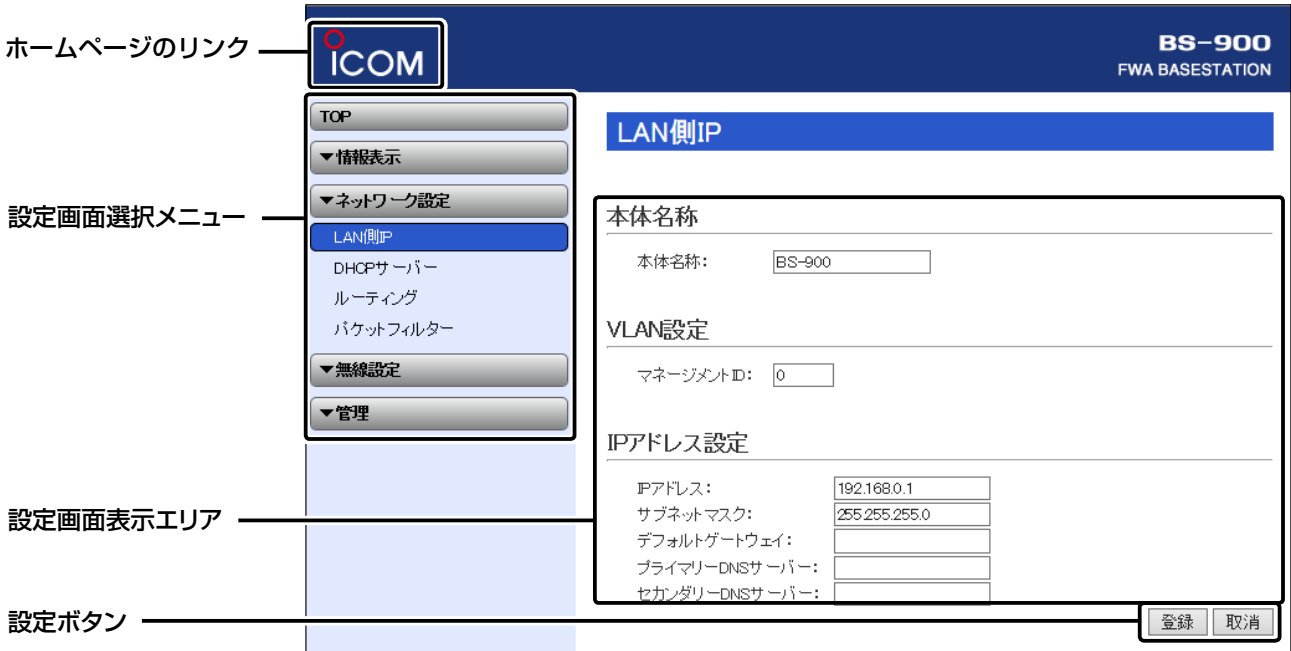 ホームページのリンク
ICOM
BS-900
FWA BASESTATION
設定画面選択メニュー
TOP
▼情報表示
▼ネットワーク設定
LAN側IP
DHCPサーバー
ルーティング
パケットフィルター
▼無線設定
▼管理
LAN側IP
設定画面表示エリア
本体名称
本体名称： BS-900
VLAN設定
マネージメントID： 0
IPアドレス設定
IPアドレス： 192.168.0.1
サブネットマスク： 255.255.255.0
デフォルトゲートウェイ：
プライマリーDNSサーバー：
セカンダリーDNSサーバー：
設定ボタン
登録 取消